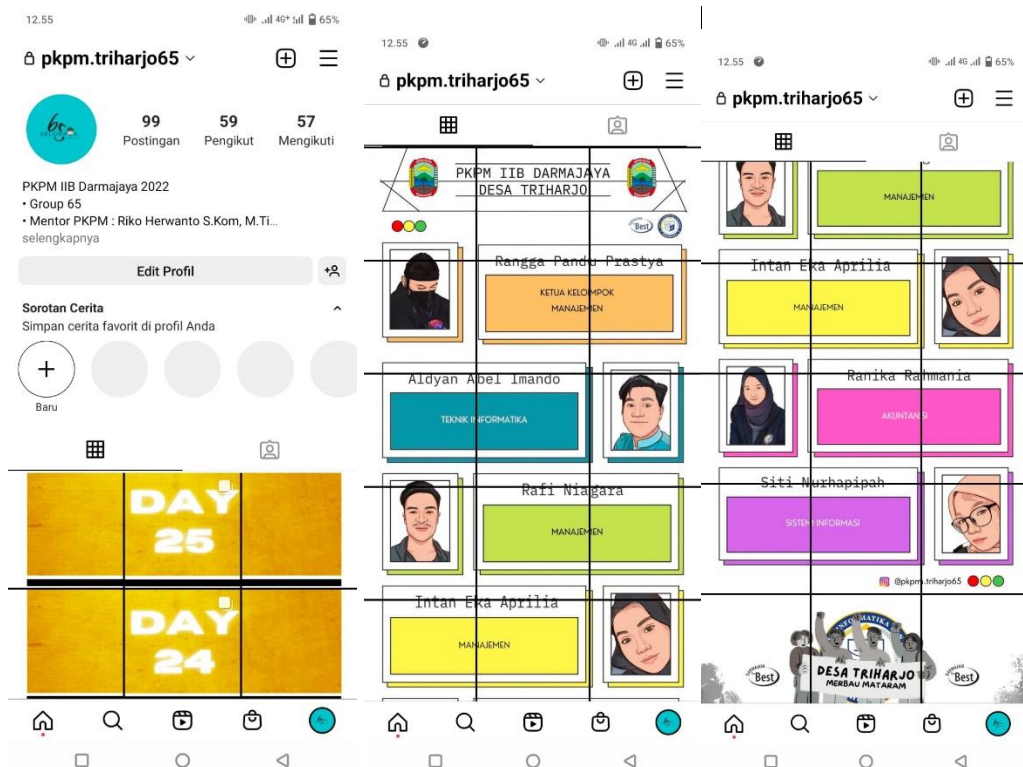 12.55
4G+ 65%
pkpm.triharjo65
99
59
57
Postingan
Pengikut
Mengikuti
PKPM IIB Darmajaya 2022
• Group 65
• Mentor PKPM : Riko Herwanto S.Kom, M.Ti...
selengkapnya
Edit Profil
Sorotan Cerita
Simpan cerita favorit di profil Anda
Baru
DAY
25
DAY
24
12.55
4G 65%
pkpm.triharjo65
PKPM IIB DARMAJAYA
DESA TRIHARJO
Best
Rangga Pandu Prastya
KETUA KELOMPOK
MANAJEMEN
Aldyan Abel Imando
TEKNIK INFORMATIKA
Rafi Niagara
MANAJEMEN
Intan Eka Aprilia
MANAJEMEN
12.55
4G 65%
pkpm.triharjo65
MANAJEMEN
Intan Eka Aprilia
MANAJEMEN
Ranika Rahmania
AKUNTANSI
Siti Nurhapipah
SISTEM INFORMASI
@pkpm.triharjo65
Best
DESA TRIHARJO
MERBAU MATARAM
Best